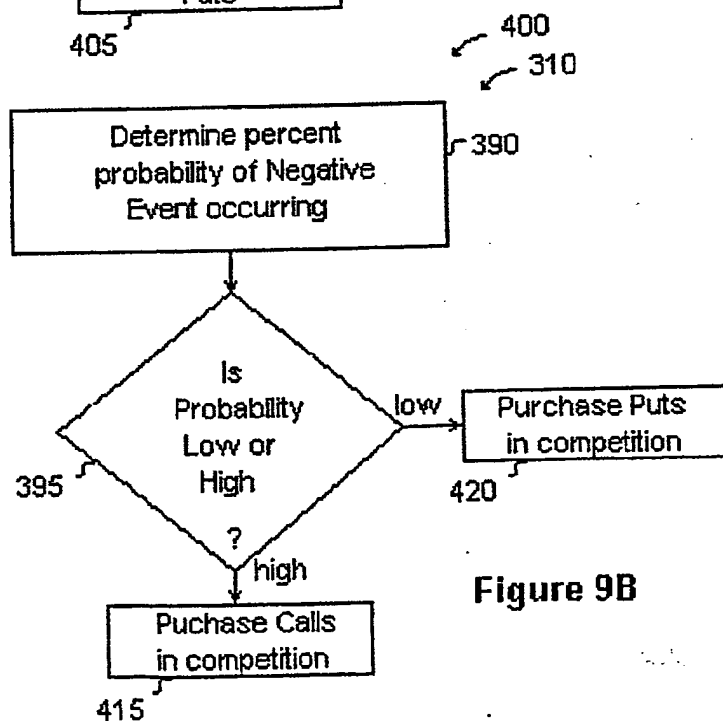 405
400
310
Determine percent
probability of Negative
Event occurring
390
Is
Probability
Low or
High
?
395
low
Purchase Puts
in competition
420
high
Puchase Calls
in competition
415
Figure 9B